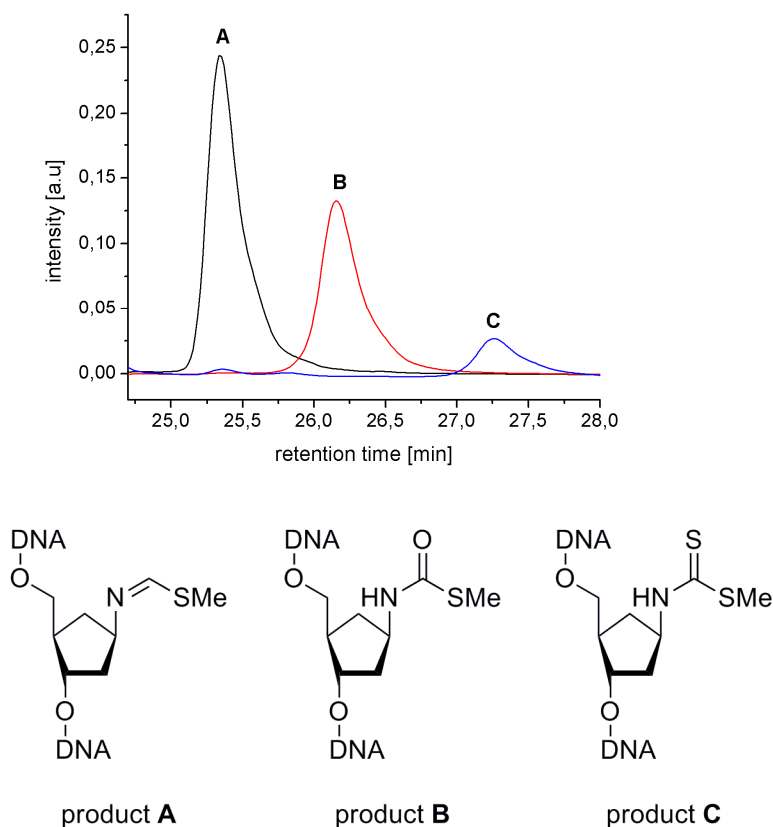 A
B
C
0,25
0,20
0,15
0,10
0,05
0,00
intensity [a.u]
25,0 25,5 26,0 26,5 27,0 27,5 28,0
retention time [min]
DNA DNA O DNA S
O N SMe O HN SMe O HN SMe
O O O
DNA DNA DNA
product A product B product C